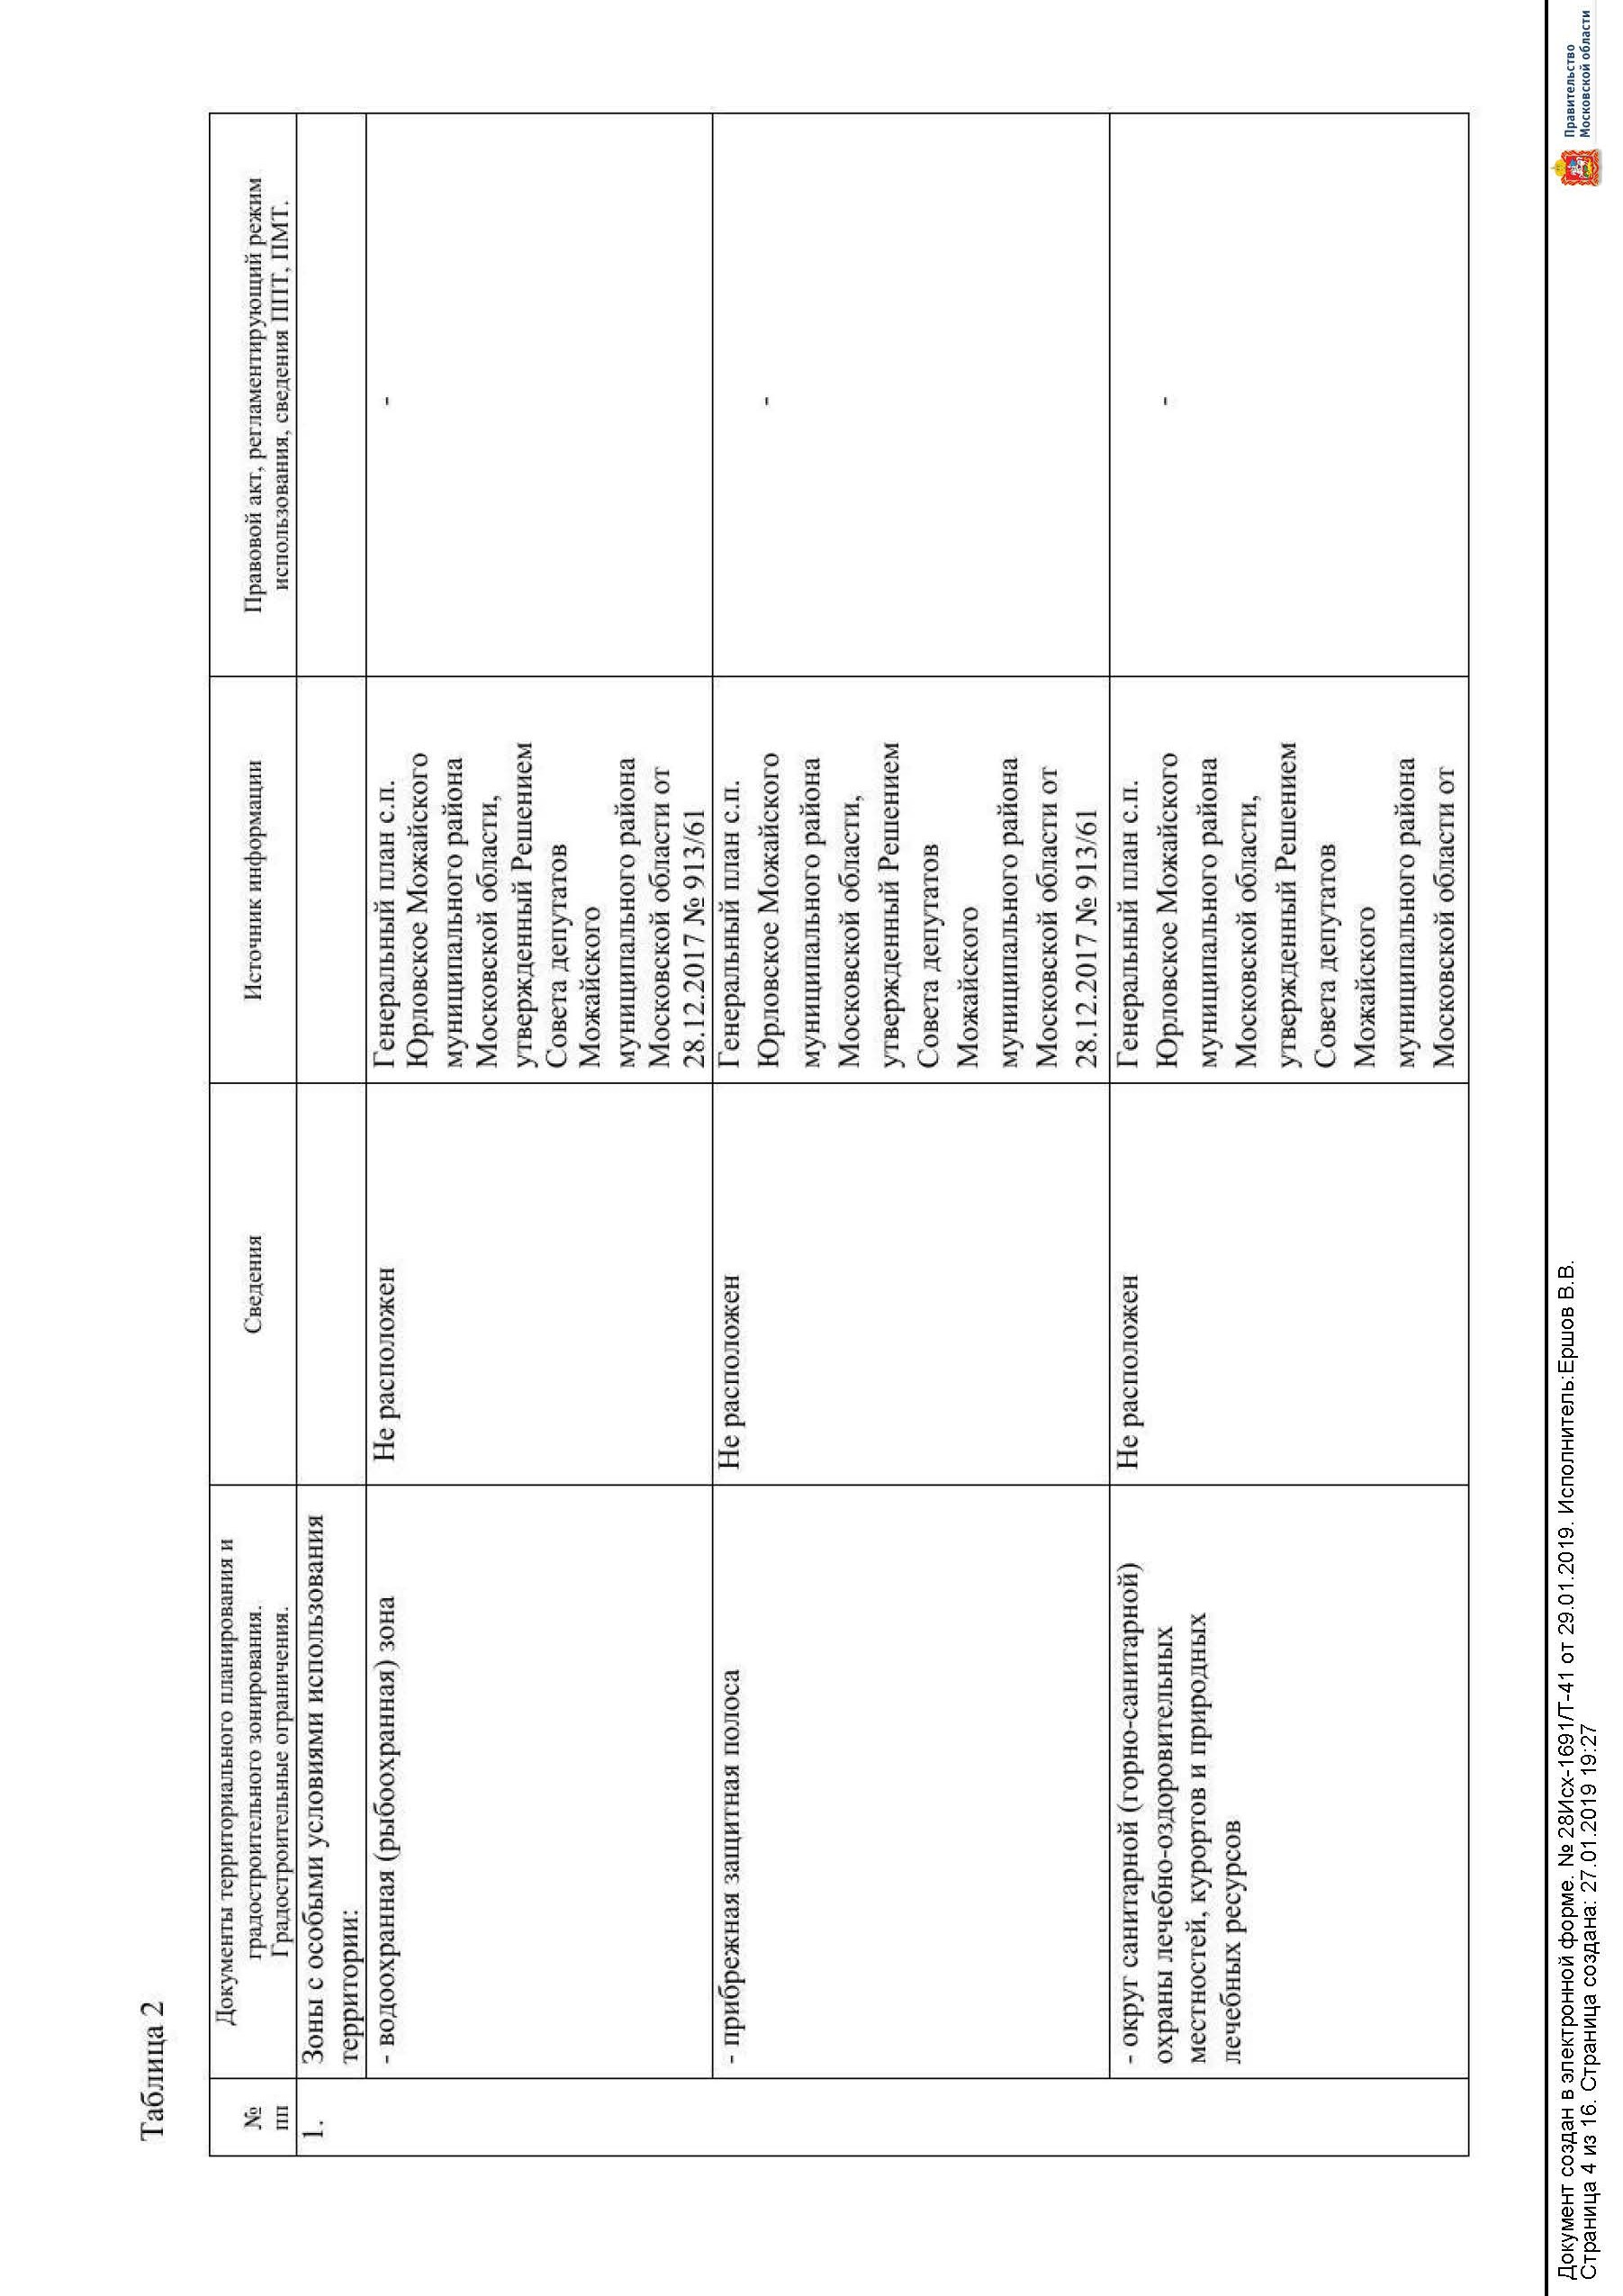 Таблица 2
№
пп
Документы территориального планирования и
градостроительного зонирования.
Градостроительные ограничения.
Сведения
Источник информации
Правовой акт, регламентирующий режим
использования, сведения ППТ, ПМТ.
1.
Зоны с особыми условиями использования
территории:
- водоохранная (рыбоохранная) зона
Не расположен
Генеральный план с.п.
Юрловское Можайского
муниципального района
Московской области,
утвержденный Решением
Совета депутатов
Можайского
муниципального района
Московской области от
28.12.2017 № 913/61
-
- прибрежная защитная полоса
Не расположен
Генеральный план с.п.
Юрловское Можайского
муниципального района
Московской области,
утвержденный Решением
Совета депутатов
Можайского
муниципального района
Московской области от
28.12.2017 № 913/61
-
- округ санитарной (горно-санитарной)
охраны лечебно-оздоровительных
местностей, курортов и природных
лечебных ресурсов
Не расположен
Генеральный план с.п.
Юрловское Можайского
муниципального района
Московской области,
утвержденный Решением
Совета депутатов
Можайского
муниципального района
Московской области от
-
Документ создан в электронной форме. № 28Исх-1691/Т-41 от 29.01.2019. Исполнитель:Ершов В.В.
Страница 4 из 16. Страница создана: 27.01.2019 19:27
Правительство
Московской области